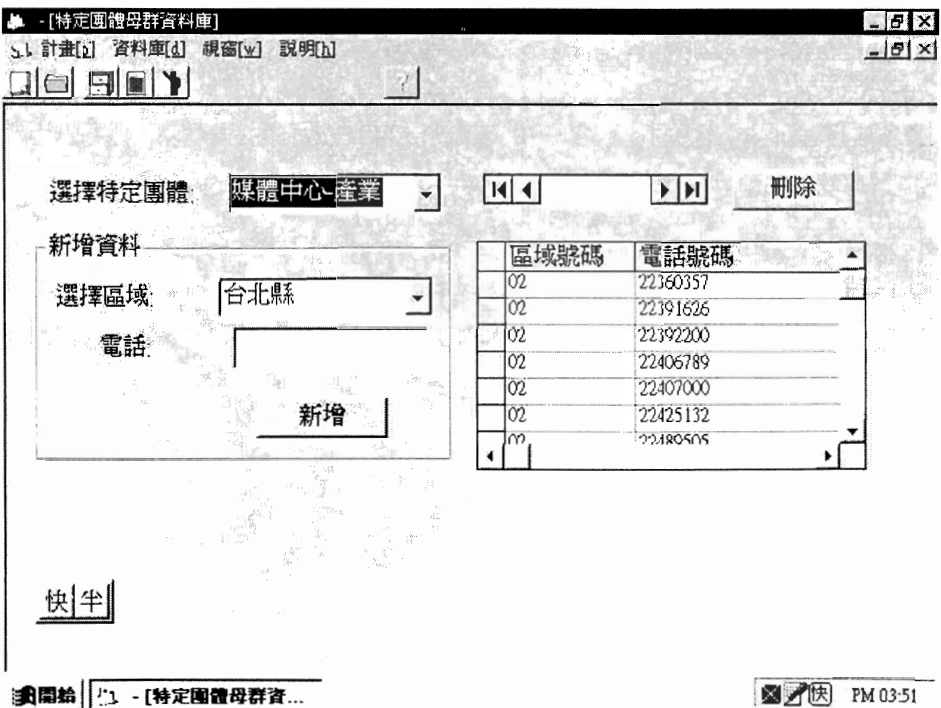 - [特定團體母群資料庫]
計畫[p] 資料庫[d] 視窗[w] 說明[h]
?
選擇特定團體: 媒體中心-產業 刪除
新增資料
選擇區域: 台北縣
電話:
新增
區域號碼 電話號碼
02 22360357
02 22391626
02 22392200
02 22406789
02 22407000
02 22425132
02 22489505
快 半
開始 - [特定團體母群資... 快 PM 03:51